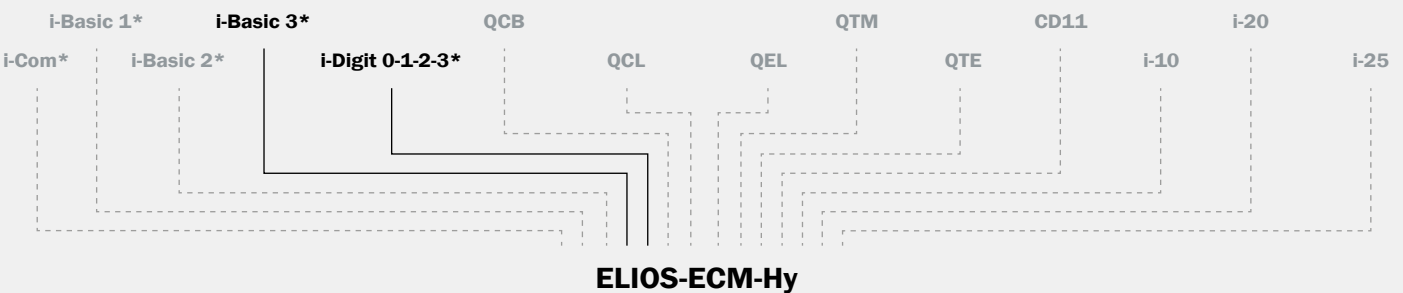 i-Basic 1* i-Basic 3* QCB QTM CD11 i-20
i-Com* i-Basic 2* i-Digit 0-1-2-3* QCL QEL QTE i-10 i-25
ELIOS-ECM-Hy